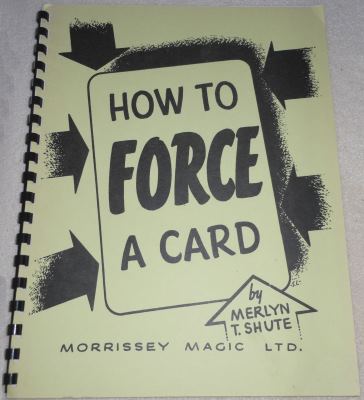 HOW TO
FORCE
A CARD
by
MERLYN
T. SHUTE
MORRISSEY MAGIC LTD.